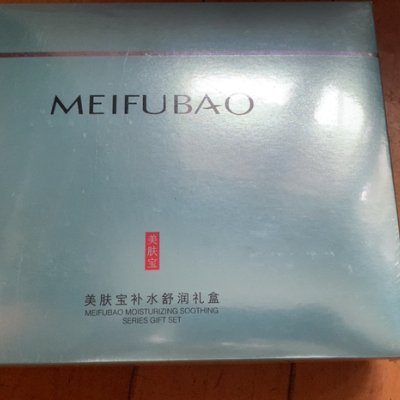 MEIFUBAO
美肤宝
美肤宝补水舒润礼盒
MEIFUBAO MOISTURIZING SOOTHING
SERIES GIFT SET